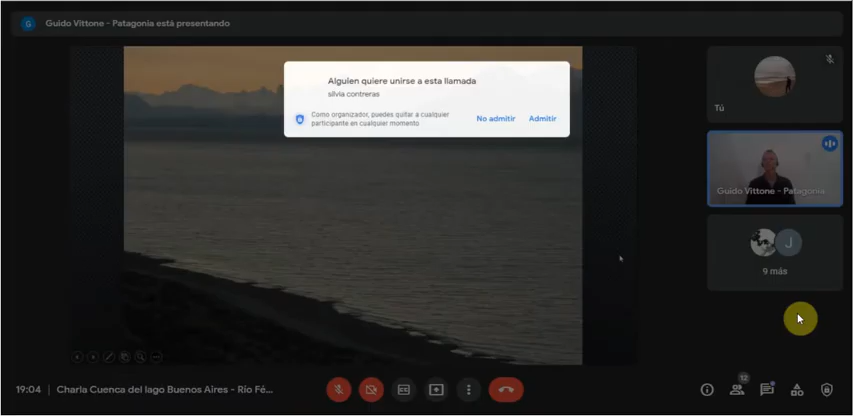 G Guido Vittone - Patagonia está presentando
Alguien quiere unirse a esta llamada
silvia contreras
Como organizador, puedes quitar a cualquier
participante en cualquier momento
No admitir Admitir
Tú
Guido Vittone - Patagonia
J
9 más
12
19:04 | Charla Cuenca del lago Buenos Aires - Río Fé...